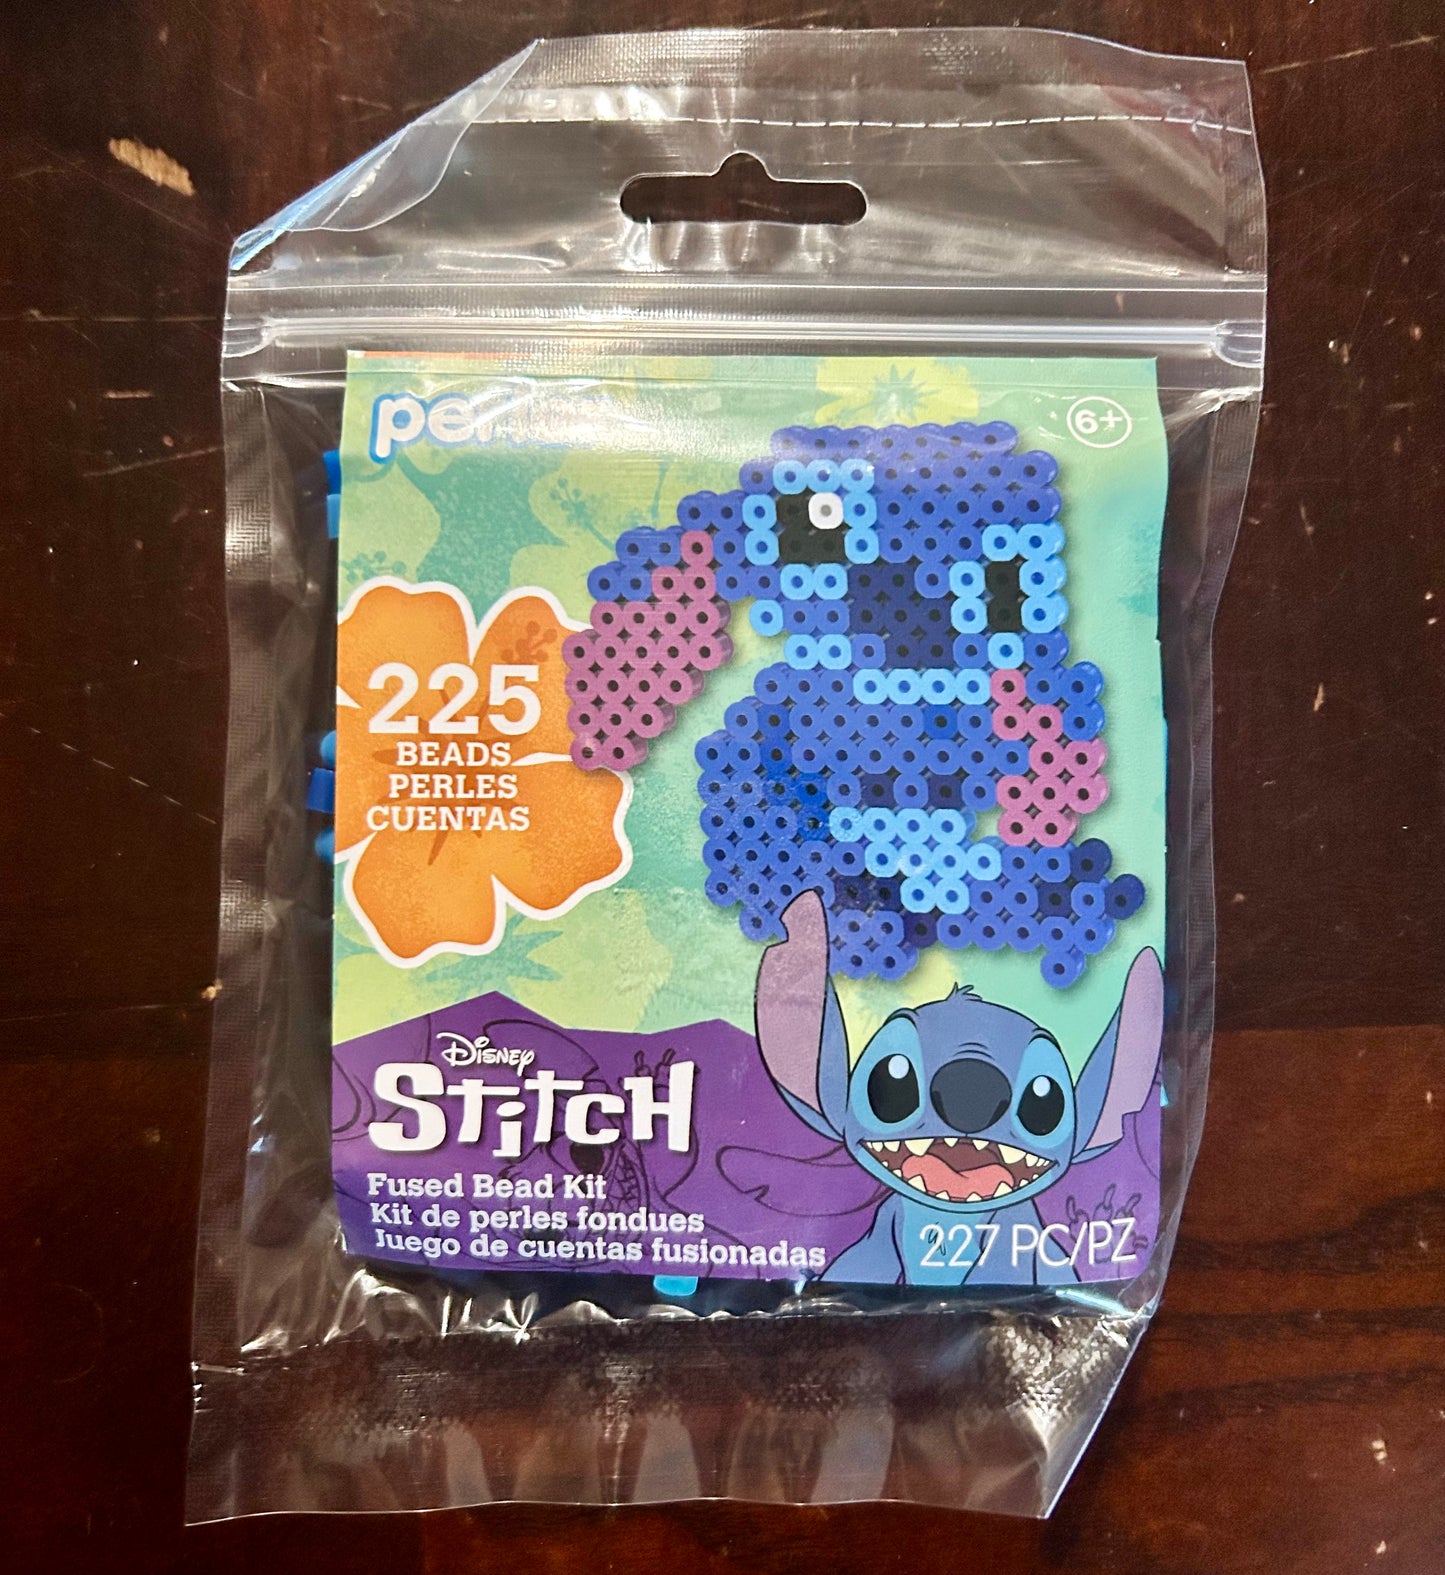 perler
6+
225
BEADS
PERLES
CUENTAS
Disney
Stitch
Fused Bead Kit
Kit de perles fondues
Juego de cuentas fusionadas
227 PC/PZ